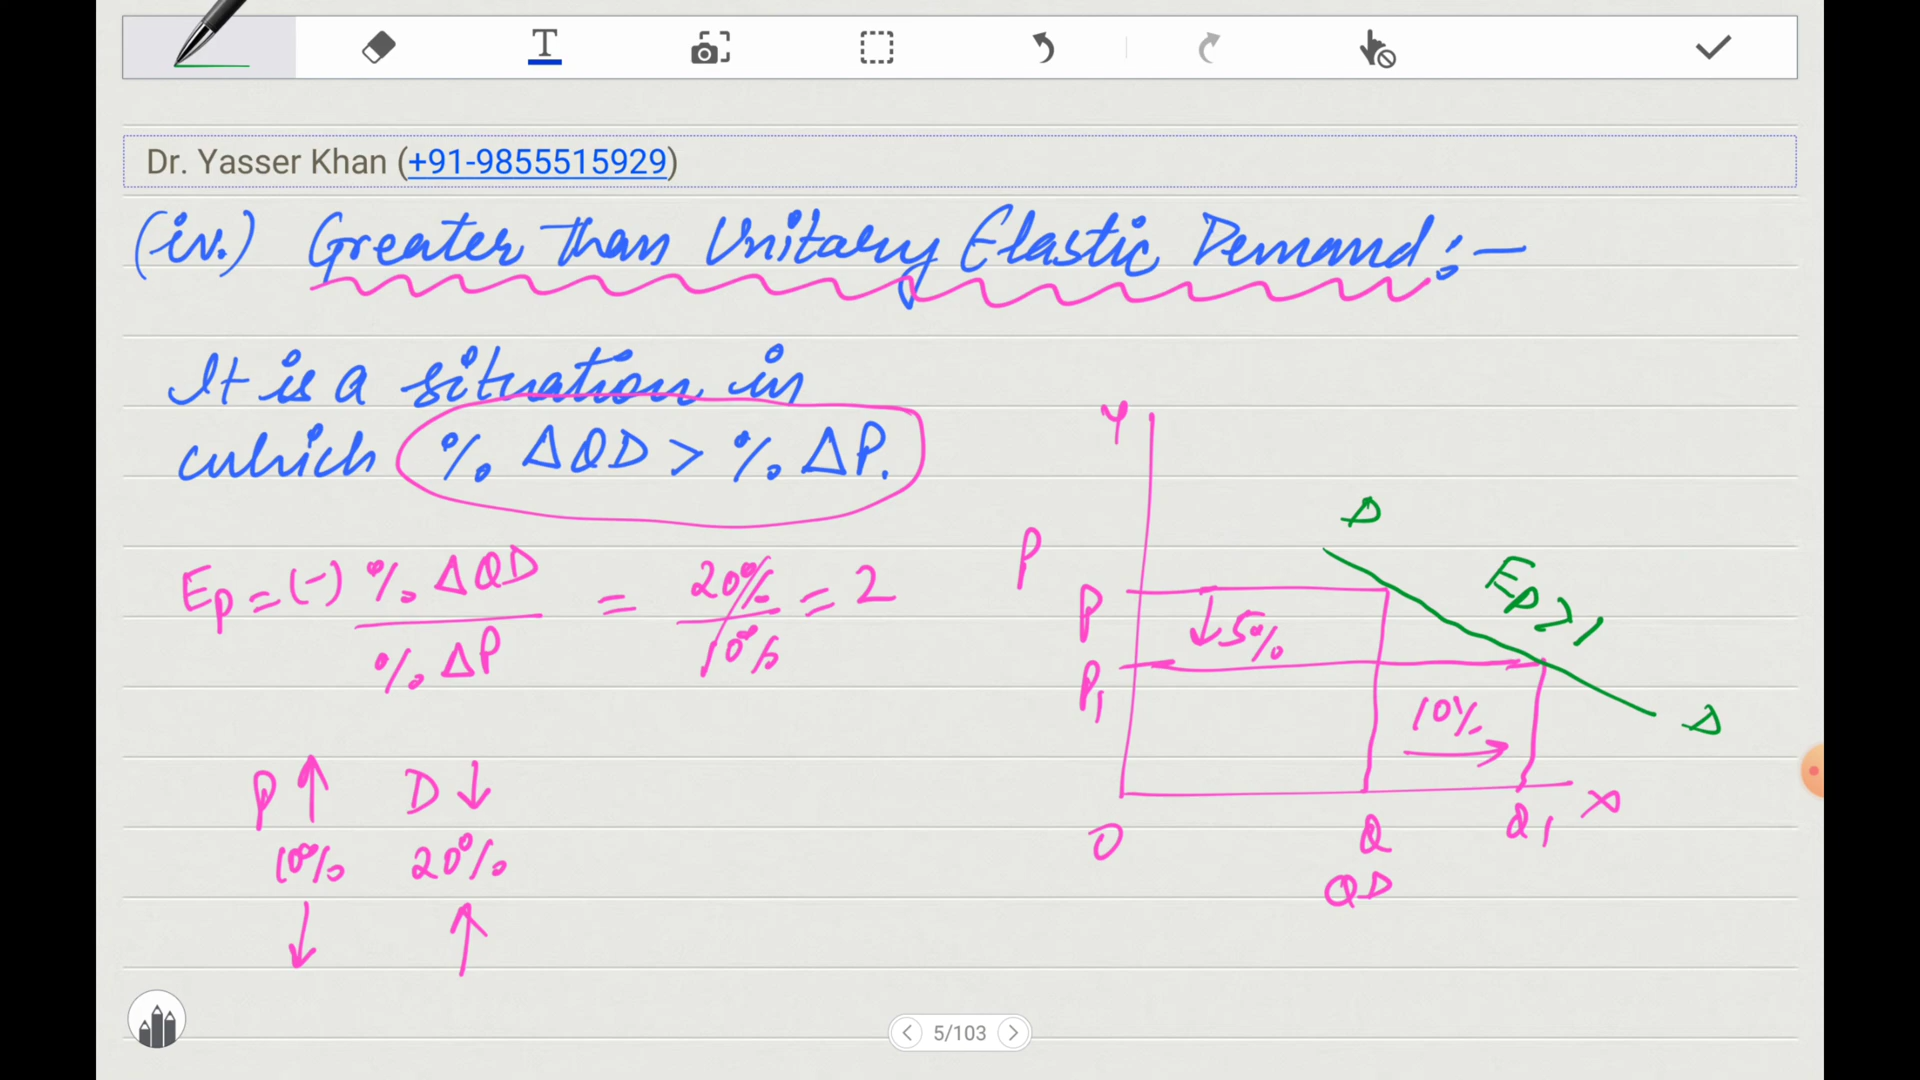 T
Dr. Yasser Khan (+91-9855515929)
(iv.) Greater than Unitary Elastic Demand :-
It is a situation in
which % ΔQD > % ΔP.
Ep = (-) % ΔQD / % ΔP = 20% / 10% = 2
P↑ D↓
10% 20%
↓ ↑
Y
P
P
↓5%
P1
D
Ep>1
D
10%
→
O
Q
Q1
X
QD
5/103